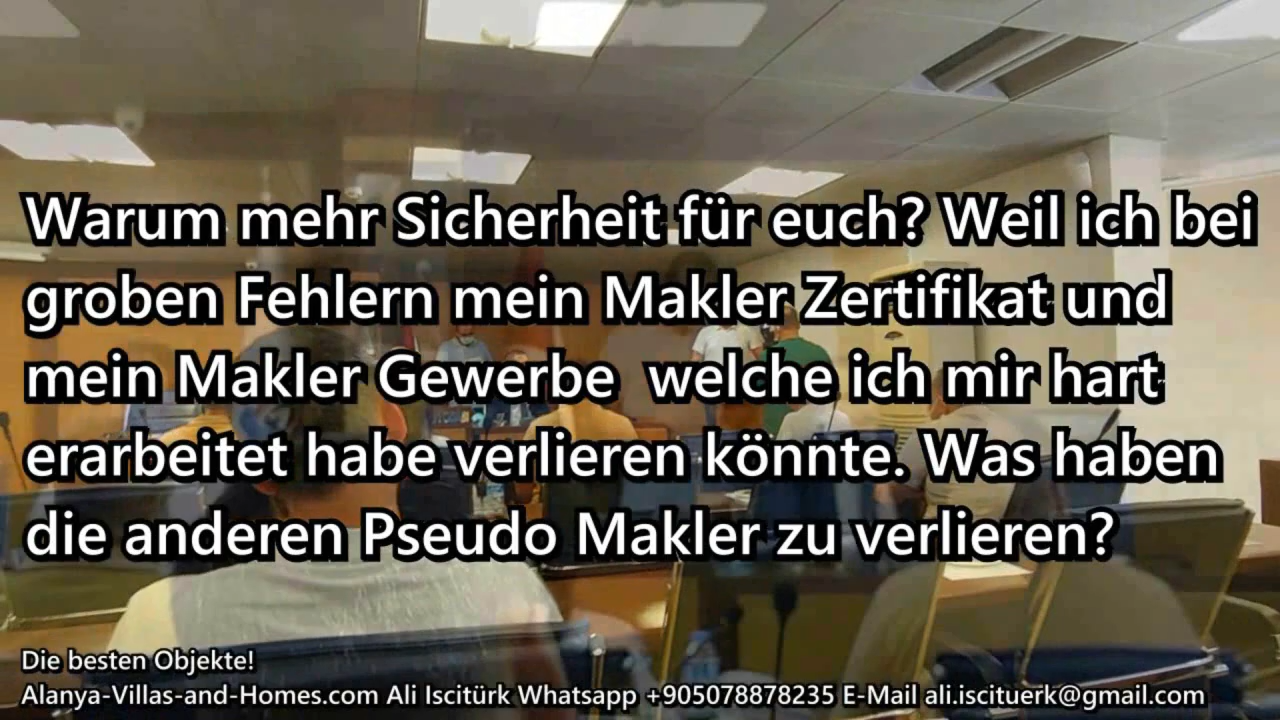 Warum mehr Sicherheit für euch? Weil ich bei
groben Fehlern mein Makler Zertifikat und
mein Makler Gewerbe welche ich mir hart
erarbeitet habe verlieren könnte. Was haben
die anderen Pseudo Makler zu verlieren?
Die besten Objekte!
Alanya-Villas-and-Homes.com Ali Iscitürk Whatsapp +905078878235 E-Mail ali.iscituerk@gmail.com